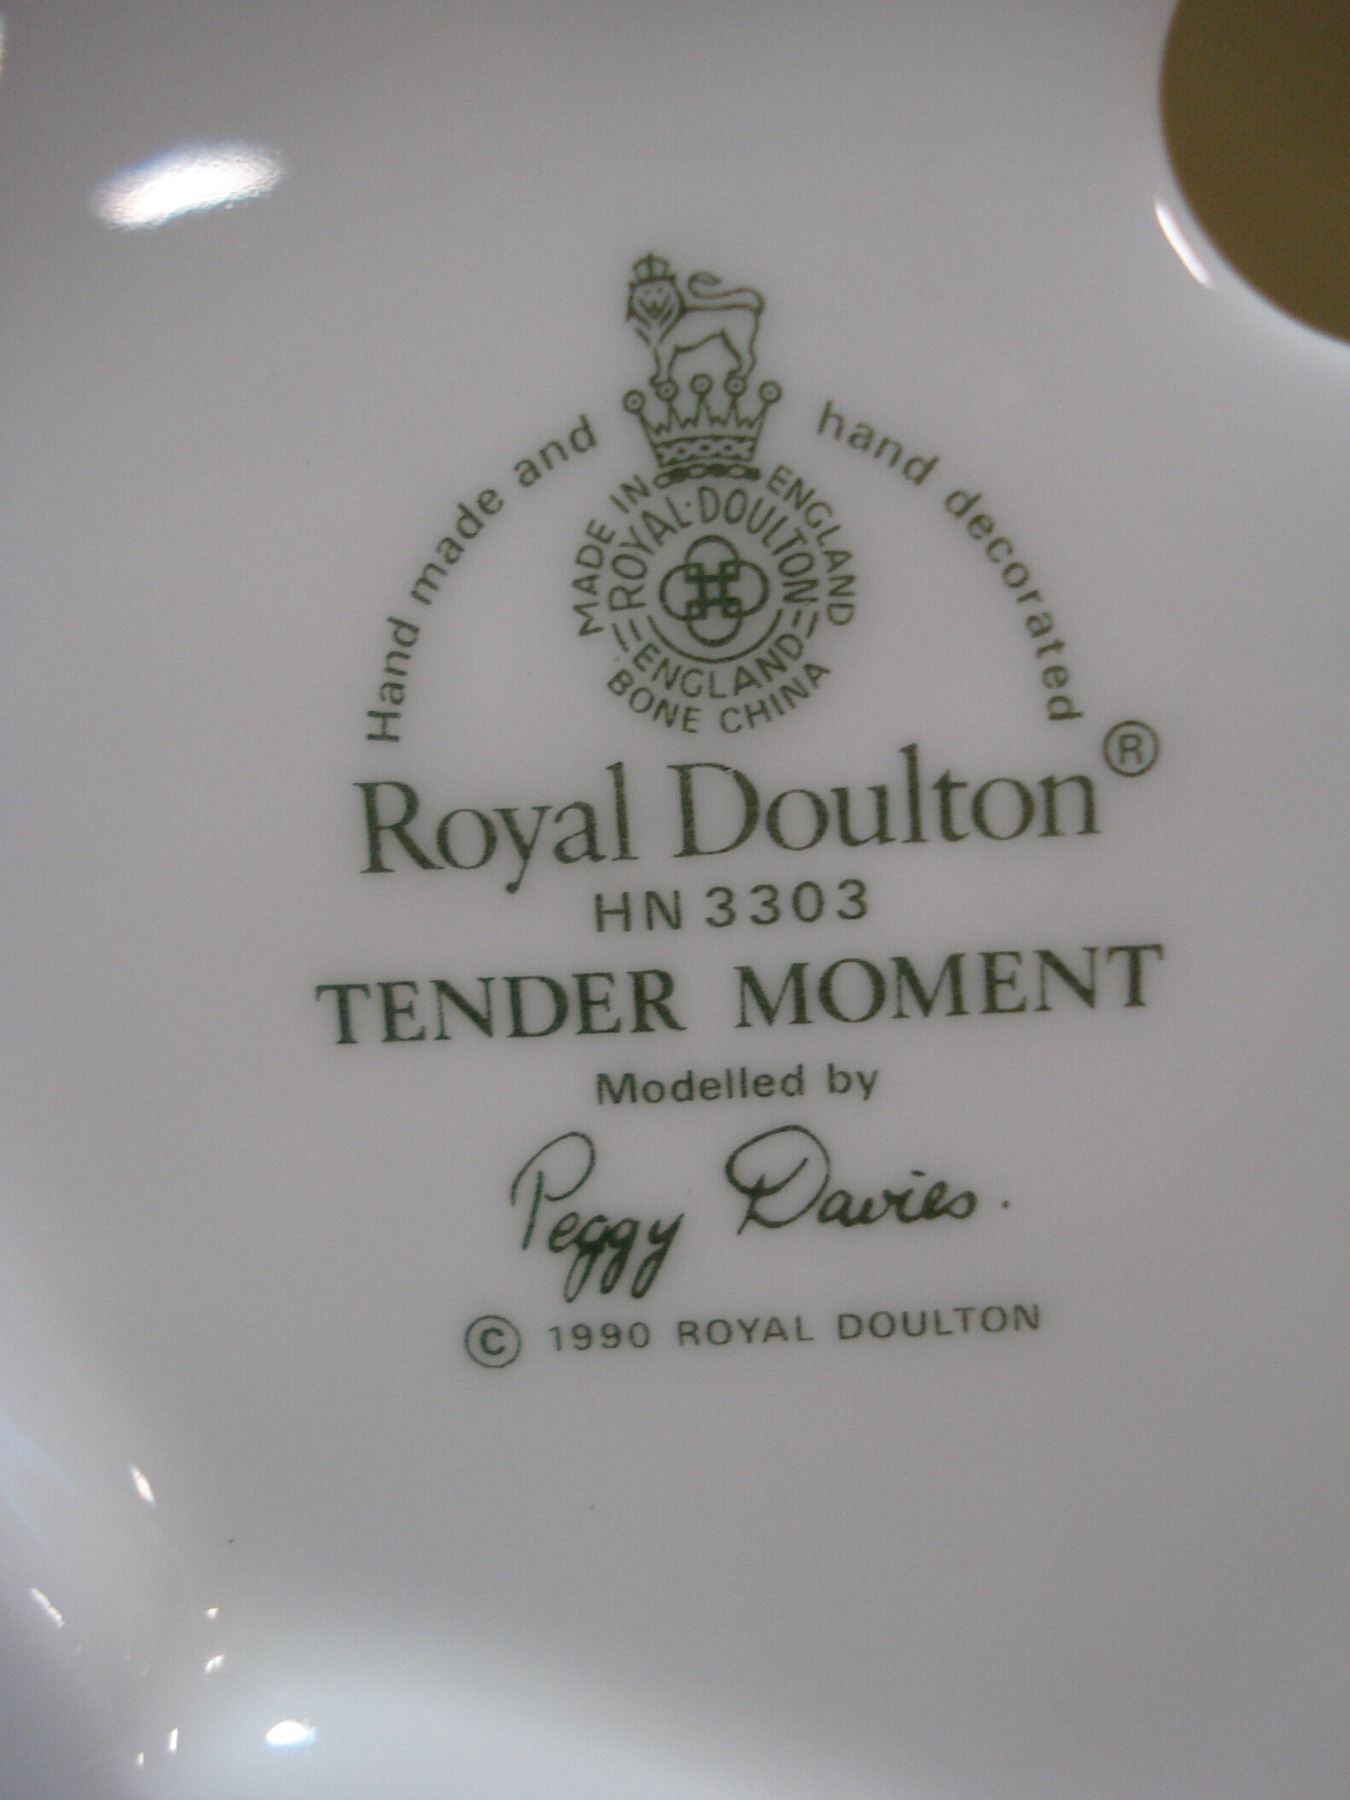 Hand made and hand decorated
MADE IN ENGLAND
ROYAL·DOULTON
ENGLAND
BONE CHINA
Royal Doulton®
HN 3303
TENDER MOMENT
Modelled by
Peggy Davies.
© 1990 ROYAL DOULTON